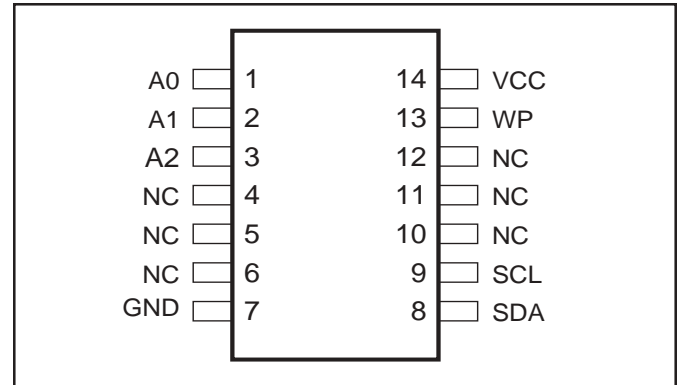 A0 1 14 VCC
A1 2 13 WP
A2 3 12 NC
NC 4 11 NC
NC 5 10 NC
NC 6 9 SCL
GND 7 8 SDA